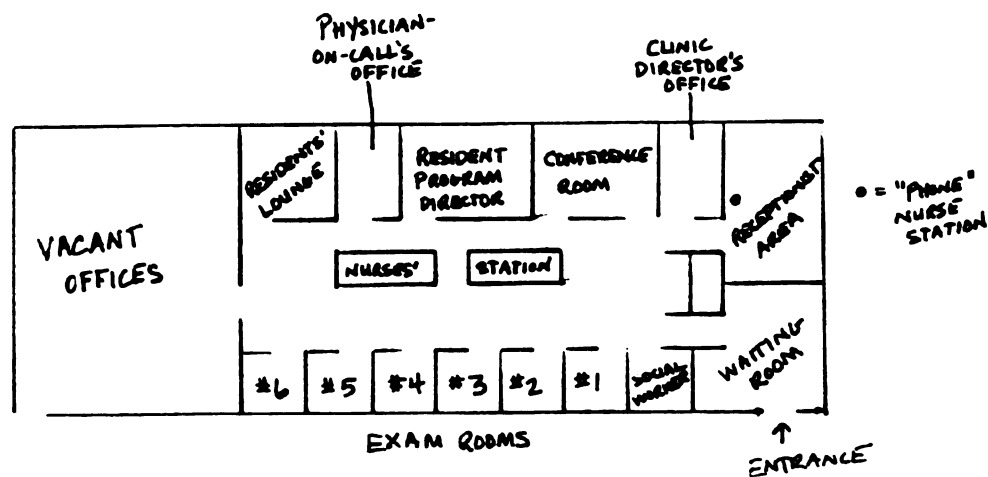 PHYSICIAN-
ON-CALL'S
OFFICE
CLINIC
DIRECTOR'S
OFFICE
RESIDENTS'
LOUNGE
RESIDENT
PROGRAM
DIRECTOR
CONFERENCE
ROOM
RECEPTIONIST
AREA
• = "PHONE"
NURSE
STATION
VACANT
OFFICES
NURSES'
STATION
#6
#5
#4
#3
#2
#1
SOCIAL
WORKER
WAITING
ROOM
EXAM ROOMS
ENTRANCE